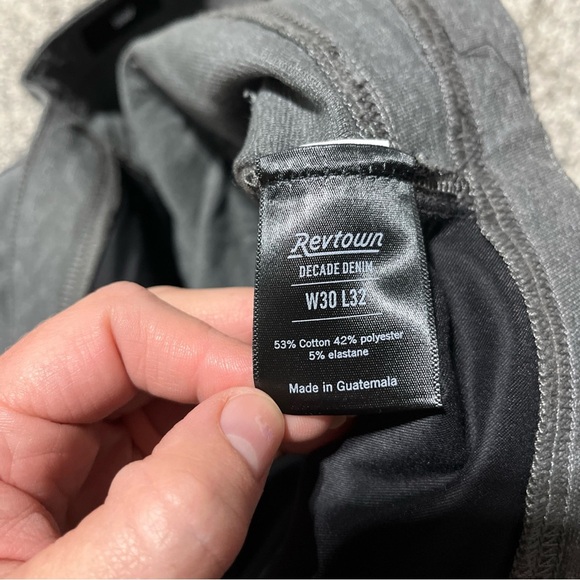 Revtown
DECADE DENIM
W30 L32
53% Cotton 42% polyester
5% elastane
Made in Guatemala